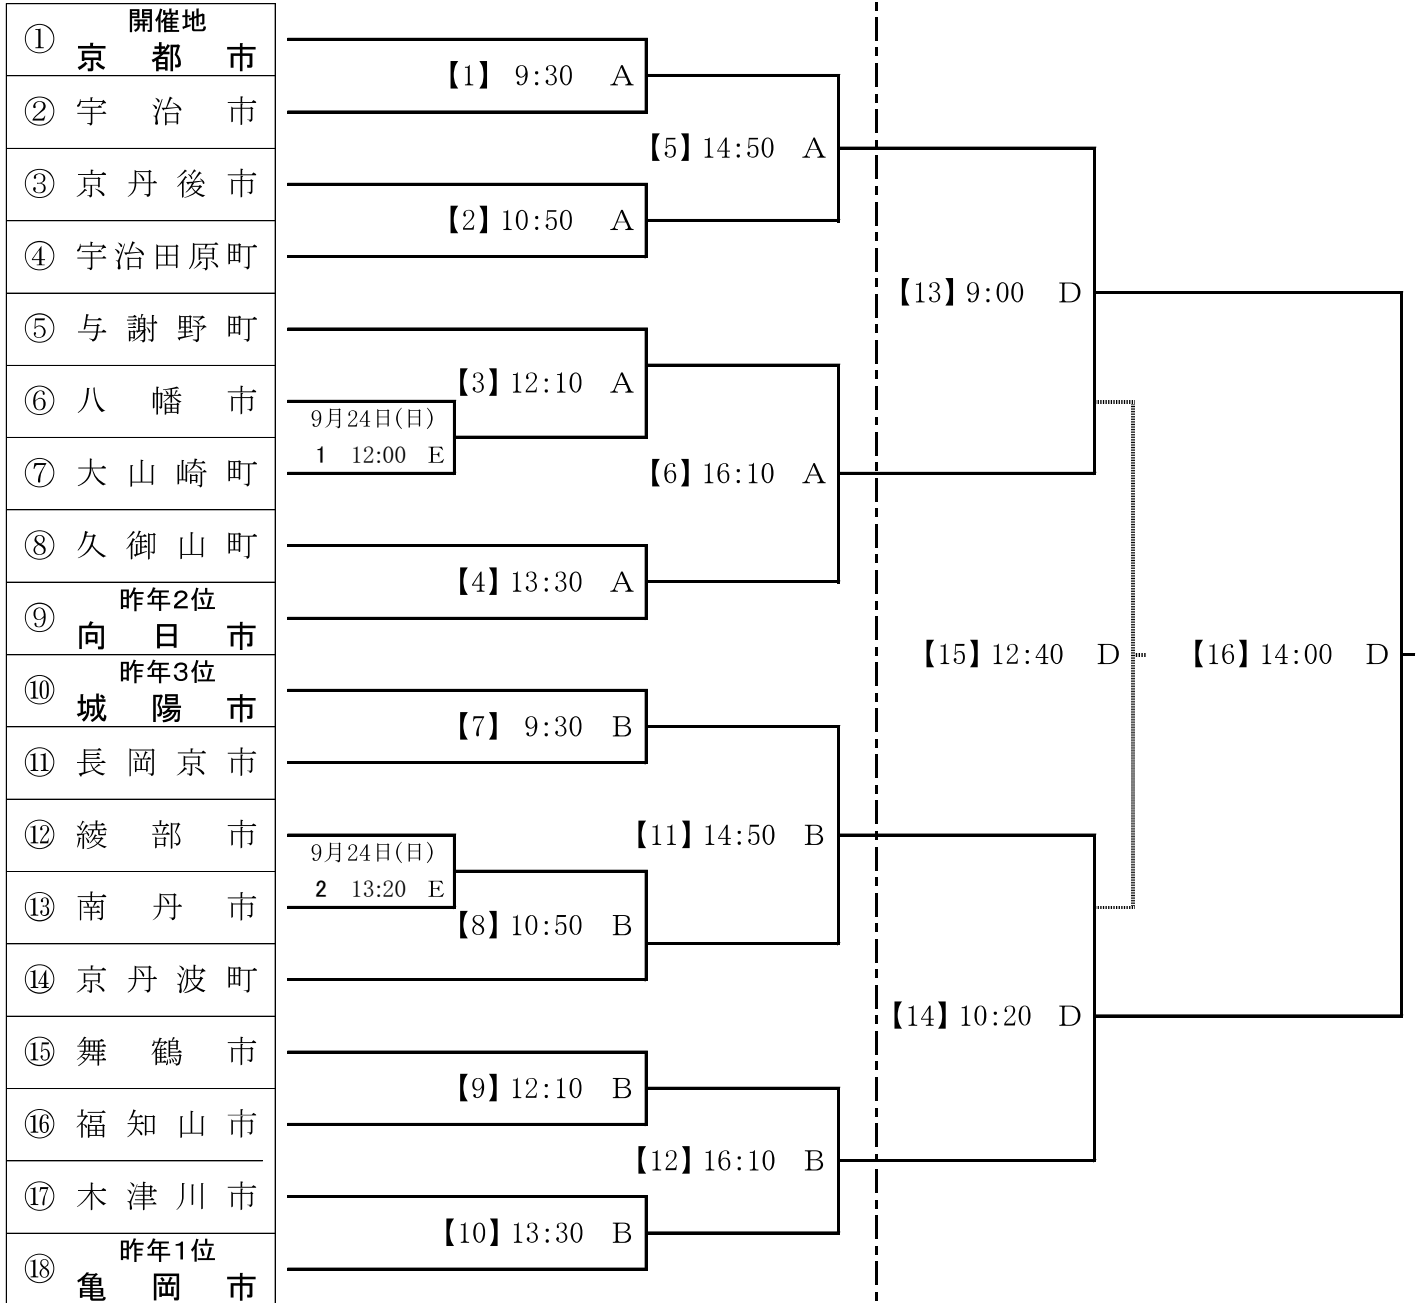 ① 開催地
京都市
【1】 9:30 A
② 宇治市
【5】14:50 A
③ 京丹後市
【2】10:50 A
④ 宇治田原町
【13】9:00 D
⑤ 与謝野町
【3】12:10 A
⑥ 八幡市
9月24日(日)
1 12:00 E
⑦ 大山崎町
【6】16:10 A
⑧ 久御山町
【4】13:30 A
⑨ 昨年2位
向日市
【15】12:40 D
【16】14:00 D
⑩ 昨年3位
城陽市
【7】 9:30 B
⑪ 長岡京市
⑫ 綾部市
【11】14:50 B
9月24日(日)
2 13:20 E
⑬ 南丹市
【8】10:50 B
⑭ 京丹波町
【14】10:20 D
⑮ 舞鶴市
【9】12:10 B
⑯ 福知山市
【12】16:10 B
⑰ 木津川市
【10】13:30 B
⑱ 昨年1位
亀岡市